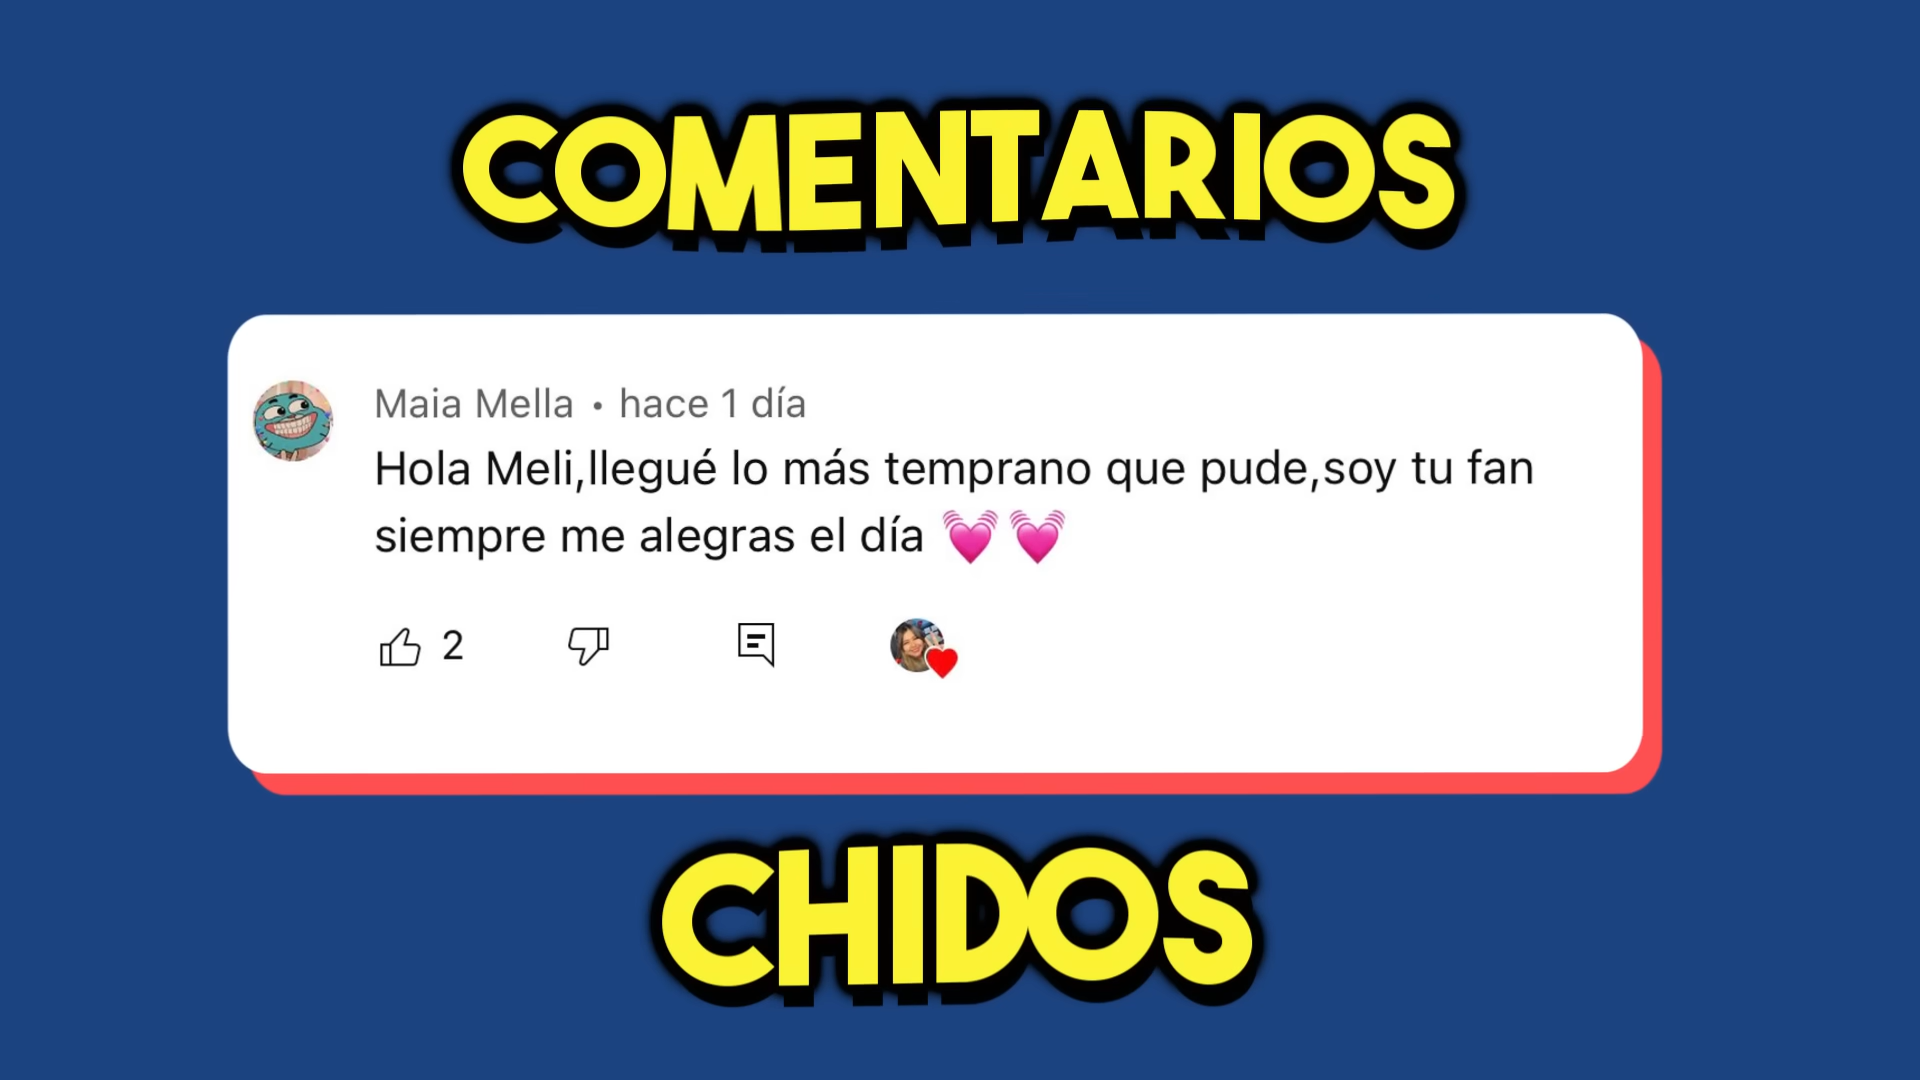 COMENTARIOS
Maia Mella • hace 1 día
Hola Meli,llegué lo más temprano que pude,soy tu fan
siempre me alegras el día 💓💓
2
CHIDOS